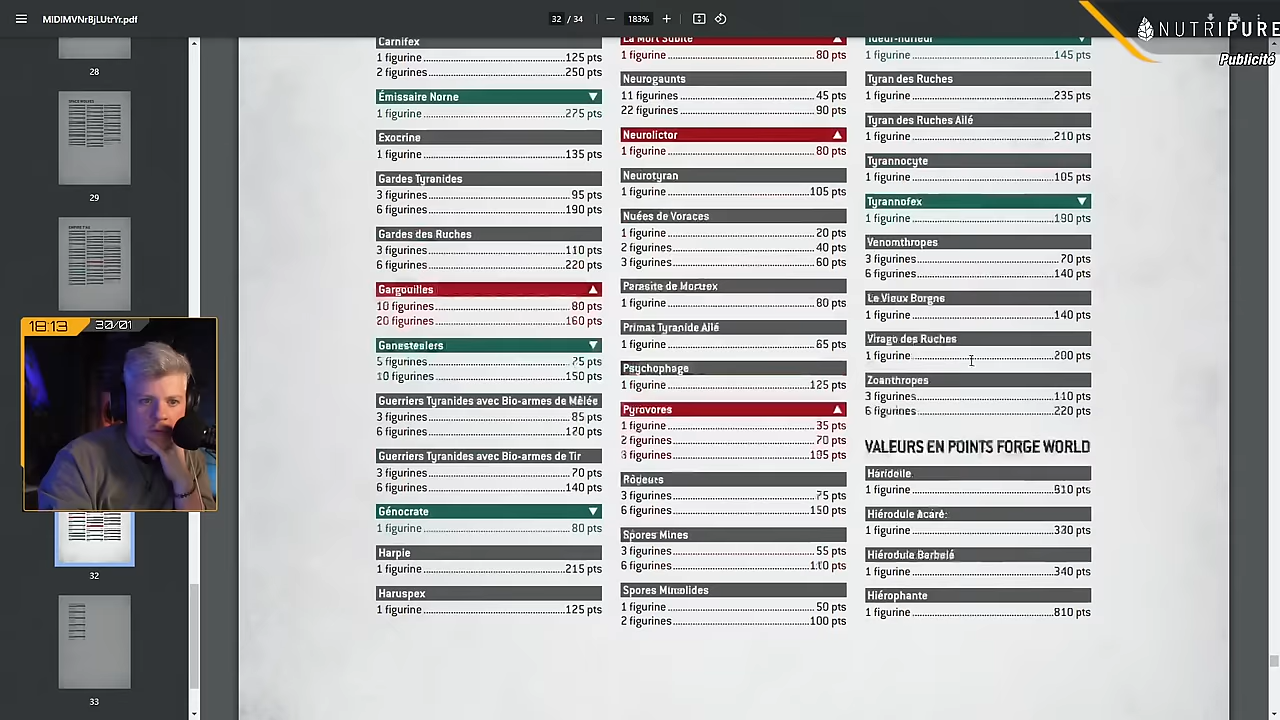 MIDIMVNrBjLUtrYr.pdf
32 / 34
183%
NUTRIPURE
Publicité
28
29
18:13 30/01
32
33
Carnifex
1 figurine 125 pts
2 figurines 250 pts
Émissaire Norne ▼
1 figurine 275 pts
Exocrine
1 figurine 135 pts
Gardes Tyranides
3 figurines 95 pts
6 figurines 190 pts
Gardes des Ruches
3 figurines 110 pts
6 figurines 220 pts
Gargouilles ▲
10 figurines 80 pts
20 figurines 160 pts
Genestealers ▼
5 figurines 75 pts
10 figurines 150 pts
Guerriers Tyranides avec Bio-armes de Mêlée
3 figurines 85 pts
6 figurines 170 pts
Guerriers Tyranides avec Bio-armes de Tir
3 figurines 70 pts
6 figurines 140 pts
Génocrate ▼
1 figurine 80 pts
Harpie
1 figurine 215 pts
Haruspex
1 figurine 125 pts
La Mort Subite ▲
1 figurine 80 pts
Neurogaunts
11 figurines 45 pts
22 figurines 90 pts
Neurolictor ▲
1 figurine 80 pts
Neurotyran
1 figurine 105 pts
Nuées de Voraces
1 figurine 20 pts
2 figurines 40 pts
3 figurines 60 pts
Parasite de Mortrex
1 figurine 80 pts
Primat Tyranide Ailé
1 figurine 65 pts
Psychophage
1 figurine 125 pts
Pyrovores ▲
1 figurine 35 pts
2 figurines 70 pts
3 figurines 105 pts
Rôdeurs
3 figurines 75 pts
6 figurines 150 pts
Spores Mines
3 figurines 55 pts
6 figurines 110 pts
Spores Mucolides
1 figurine 50 pts
2 figurines 100 pts
▼
1 figurine 145 pts
Tyran des Ruches
1 figurine 235 pts
Tyran des Ruches Ailé
1 figurine 210 pts
Tyrannocyte
1 figurine 105 pts
Tyrannofex ▼
1 figurine 190 pts
Venomthropes
3 figurines 70 pts
6 figurines 140 pts
Le Vieux Borgne
1 figurine 140 pts
Virago des Ruches
1 figurine 200 pts
Zoanthropes
3 figurines 110 pts
6 figurines 220 pts
VALEURS EN POINTS FORGE WORLD
Haridelle
1 figurine 610 pts
Hiérodule Acéré
1 figurine 330 pts
Hiérodule Barbelé
1 figurine 340 pts
Hiérophante
1 figurine 810 pts